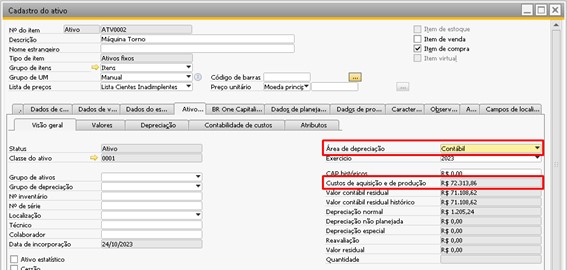 Cadastro do ativo
Nº do item Ativo ATV0002
Descrição Máquina Torno
Nome estrangeiro
Tipo de item Ativos fixos
Grupo de itens Itens
Grupo de UM Manual
Lista de preços Lista Cientes Inadimplentes
Código de barras
Preço unitário Moeda princip
Item de estoque
Item de venda
Item de compra
Item virtual
Dados de c... Dados de v... Dados do es... Ativo... BR One Capitali... Dados de planeja... Dados de pro... Caracter... Observ... A... Campos de locali...
Visão geral Valores Depreciação Contabilidade de custos Atributos
Status Ativo
Classe do ativo 0001
Grupo de ativos
Grupo de depreciação
Nº inventário
Nº de série
Localização
Técnico
Colaborador
Data de incorporação 24/10/2023
Ativo estatístico
Cessão
Área de depreciação Contábil
Exercício 2023
CAP históricos R$ 0,00
Custos de aquisição e de produção R$ 72.313,86
Valor contábil residual R$ 71.108,62
Valor contábil residual histórico R$ 71.108,62
Depreciação normal R$ 1.205,24
Depreciação não planejada R$ 0,00
Depreciação especial R$ 0,00
Reavaliação R$ 0,00
Valor residual R$ 0,00
Quantidade